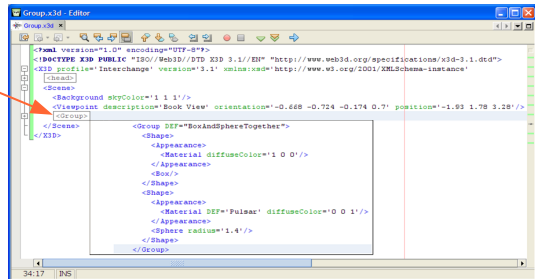 Group.x3d - Editor
Group.x3d
<?xml version="1.0" encoding="UTF-8"?>
<!DOCTYPE X3D PUBLIC "ISO//Web3D//DTD X3D 3.1//EN" "http://www.web3d.org/specifications/x3d-3.1.dtd">
<X3D profile='Interchange' version='3.1' xmlns:xsd='http://www.w3.org/2001/XMLSchema-instance'
<head>
<Scene>
<Background skyColor='1 1 1'/>
<Viewpoint description='Book View' orientation='-0.668 -0.724 -0.174 0.7' position='-1.93 1.78 3.28'/>
<Group>
</Scene>
</X3D>
<Group DEF="BoxAndSphereTogether">
<Shape>
<Appearance>
<Material diffuseColor='1 0 0'/>
</Appearance>
<Box/>
</Shape>
<Shape>
<Appearance>
<Material DEF='Pulsar' diffuseColor='0 0 1'/>
</Appearance>
<Sphere radius='1.4'/>
</Shape>
</Group>
34:17 INS